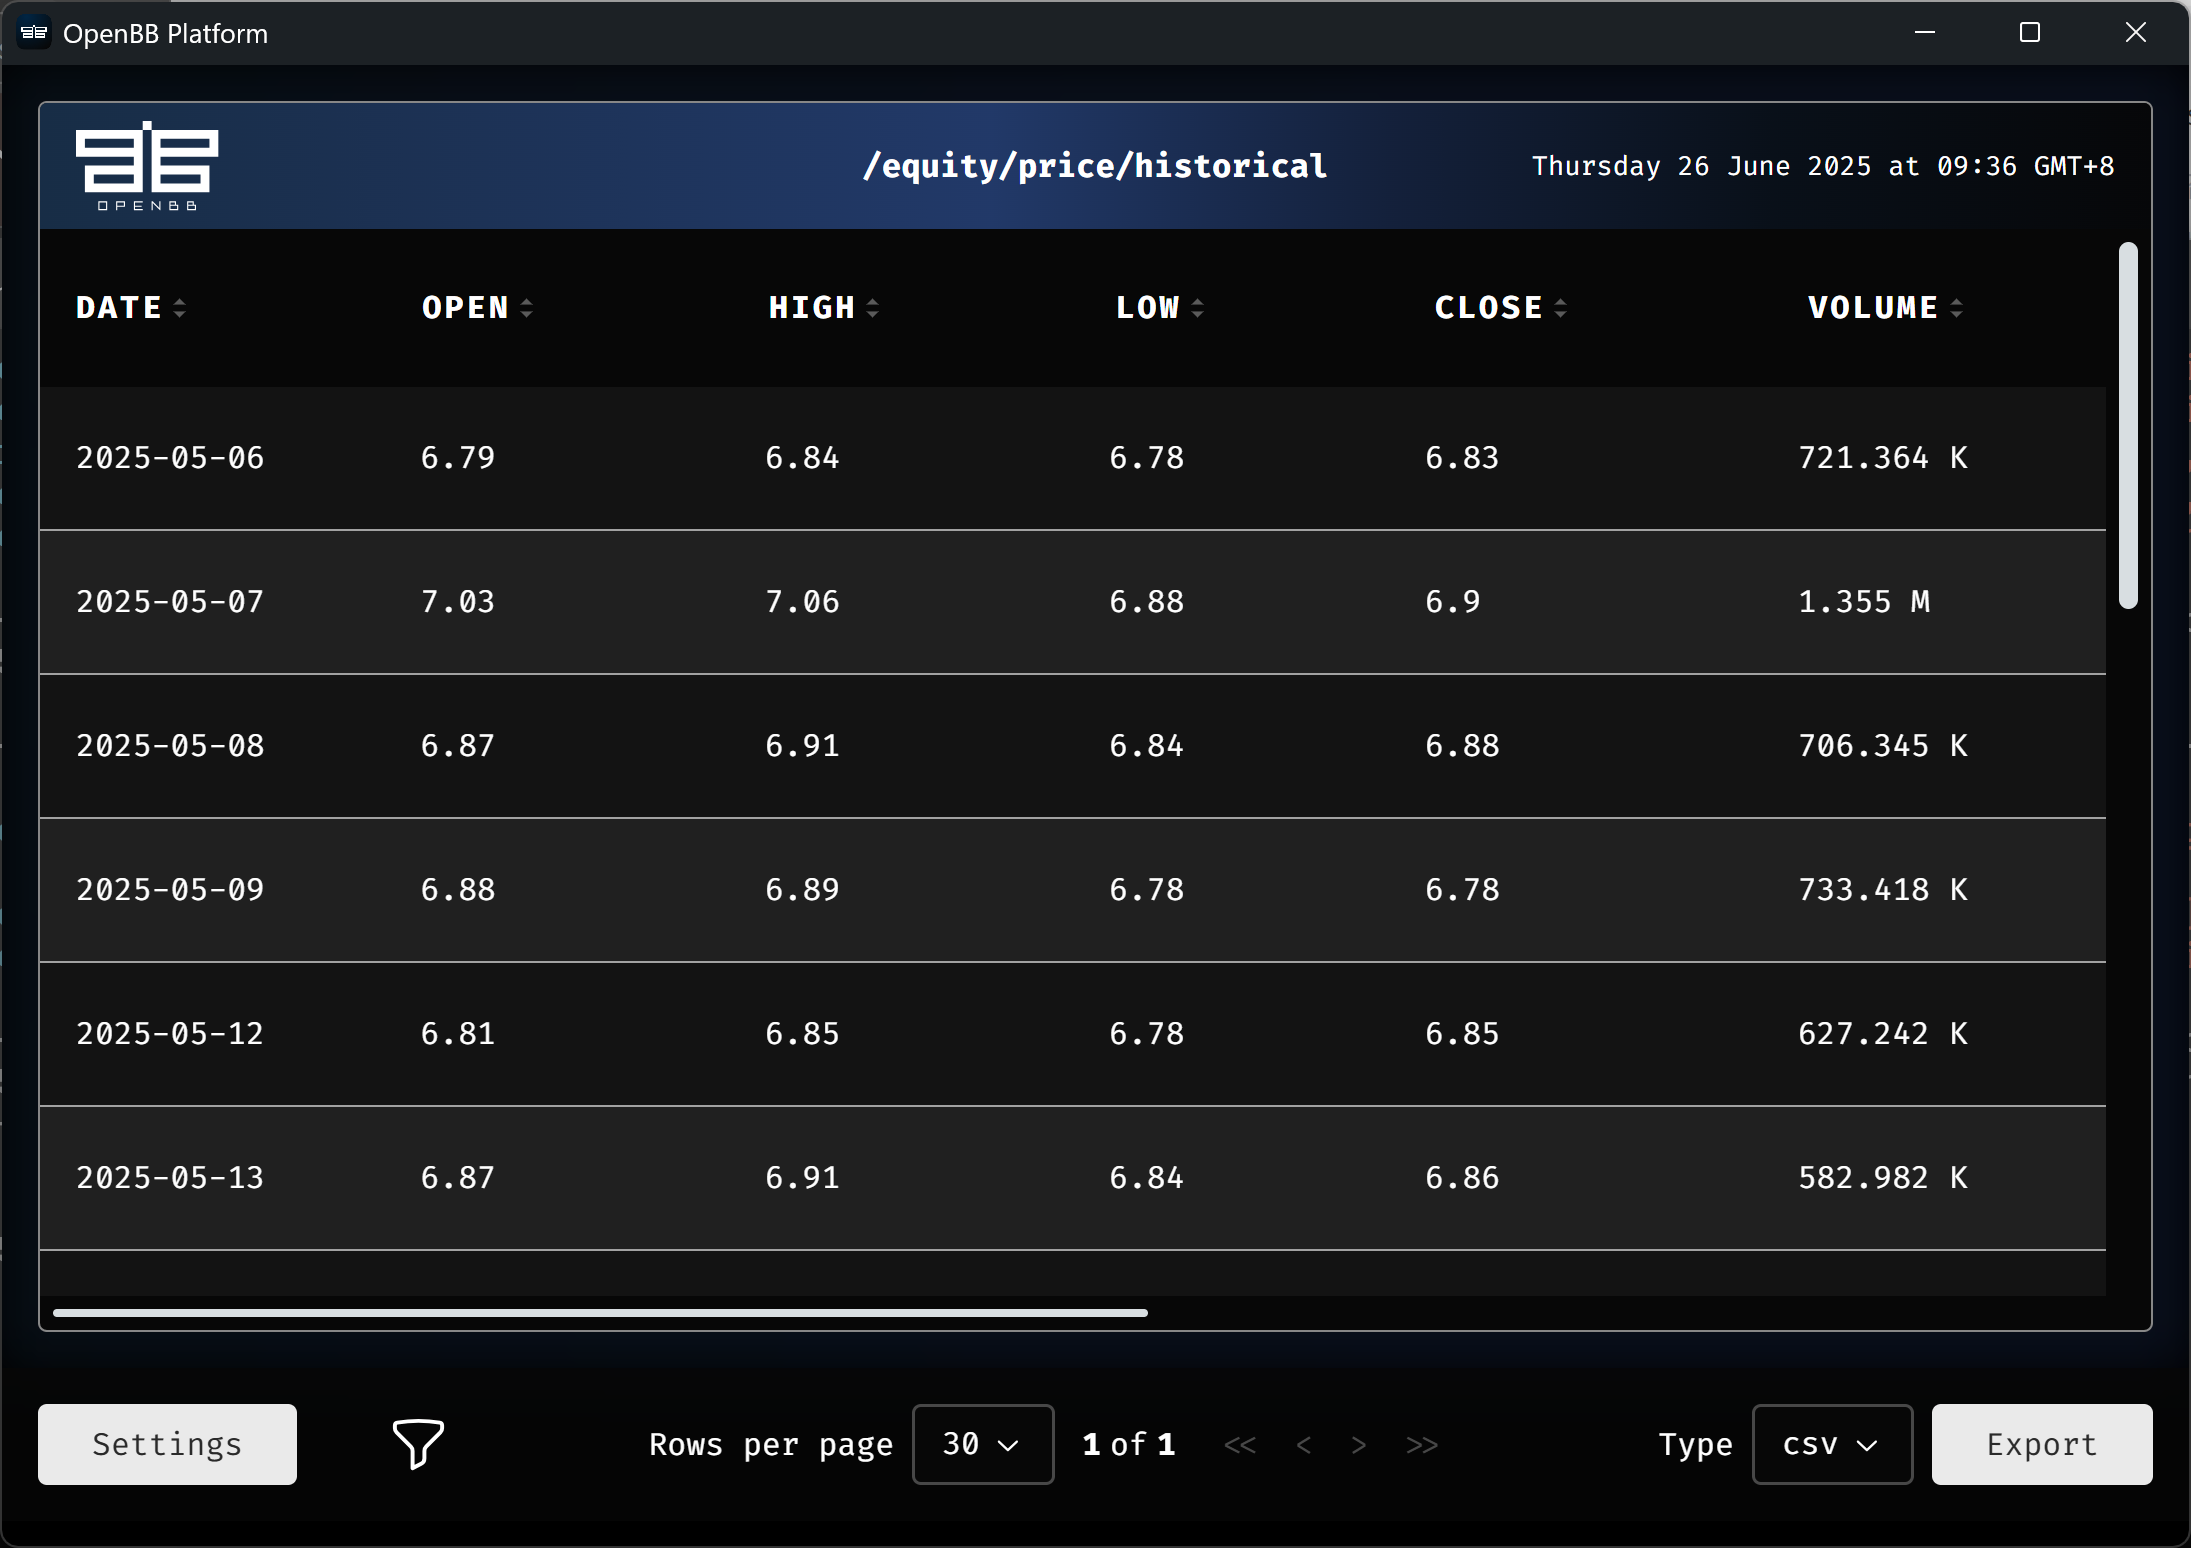 OpenBB Platform
OPENBB
/equity/price/historical
Thursday 26 June 2025 at 09:36 GMT+8
DATE OPEN HIGH LOW CLOSE VOLUME
2025-05-06 6.79 6.84 6.78 6.83 721.364 K
2025-05-07 7.03 7.06 6.88 6.9 1.355 M
2025-05-08 6.87 6.91 6.84 6.88 706.345 K
2025-05-09 6.88 6.89 6.78 6.78 733.418 K
2025-05-12 6.81 6.85 6.78 6.85 627.242 K
2025-05-13 6.87 6.91 6.84 6.86 582.982 K
Settings Rows per page 30 1 of 1 << < > >> Type csv Export